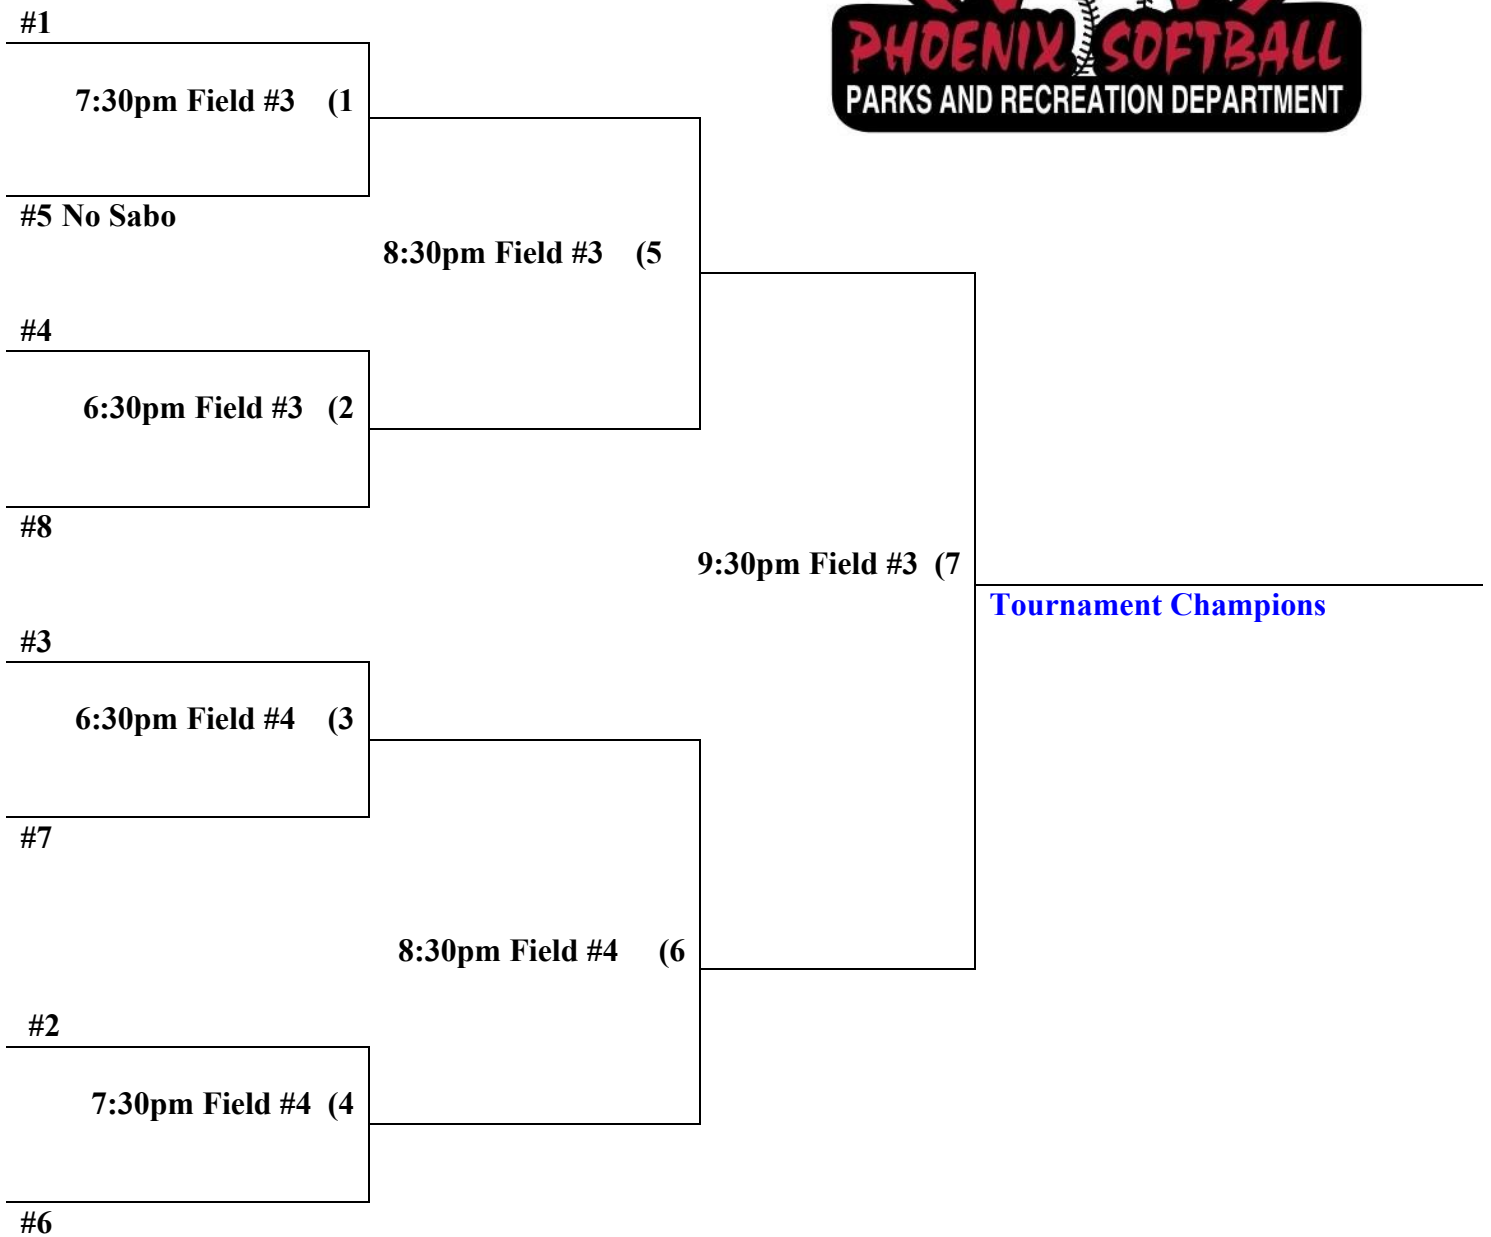 #1
PHOENIX SOFTBALL
7:30pm Field #3 (1
PARKS AND RECREATION DEPARTMENT
#5 No Sabo
8:30pm Field #3 (5
#4
6:30pm Field #3 (2
#8
9:30pm Field #3 (7
Tournament Champions
#3
6:30pm Field #4 (3
#7
8:30pm Field #4 (6
#2
7:30pm Field #4 (4
#6